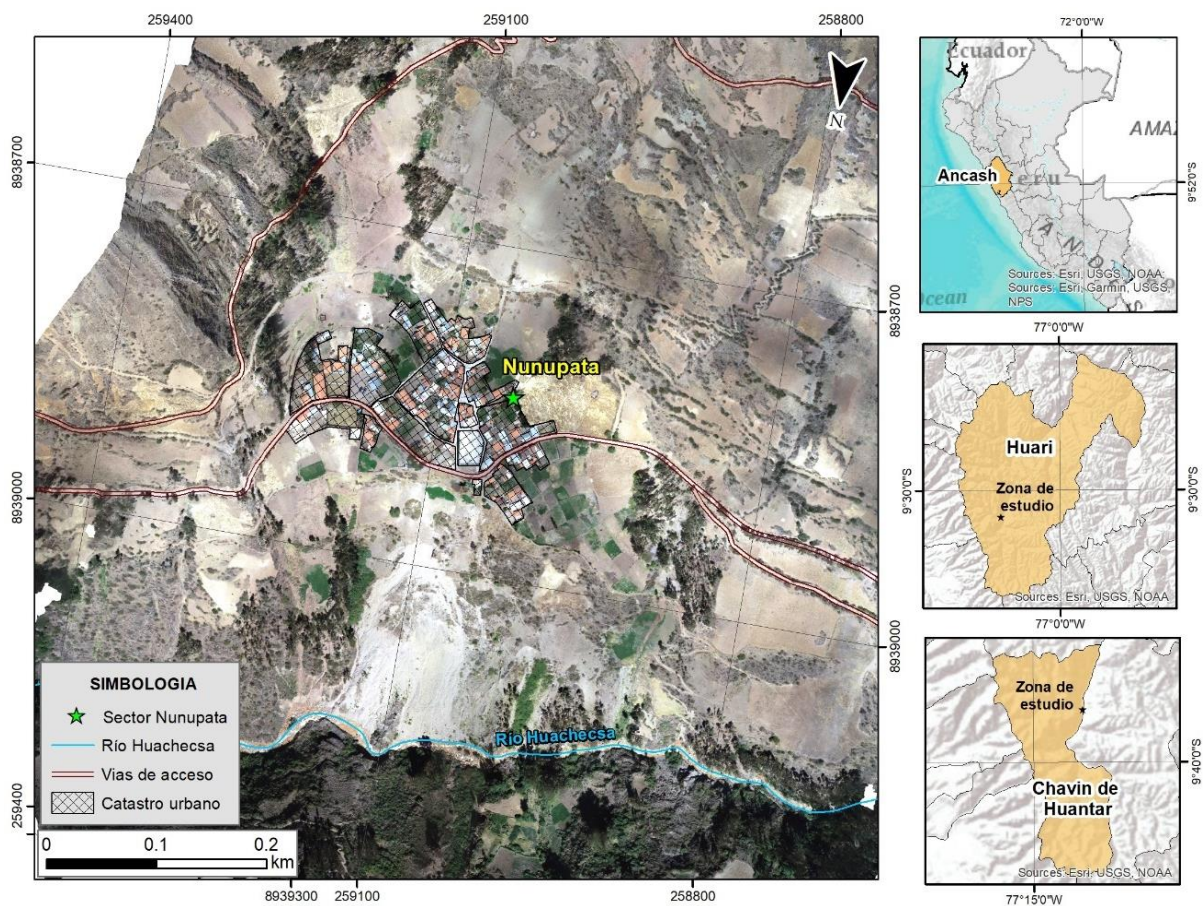 259400
259100
258800
8938700
8939000
259400
8938700
8939000
8939300
259100
258800
N
Nunupata
Río Huachecsa
SIMBOLOGIA
Sector Nunupata
Río Huachecsa
Vias de acceso
Catastro urbano
0
0.1
0.2
km
72°0'0"W
Ecuador
AMAZ
Ancash
eru
9°52'0"S
A N D E S
Ocean
Sources: Esri, USGS, NOAA
Sources: Esri, Garmin, USGS,
NPS
77°0'0"W
Huari
Zona de
estudio
9°30'0"S
Sources: Esri, USGS, NOAA
77°0'0"W
Zona de
estudio
9°40'0"S
Chavin de
Huantar
Sources: Esri, USGS, NOAA
77°15'0"W